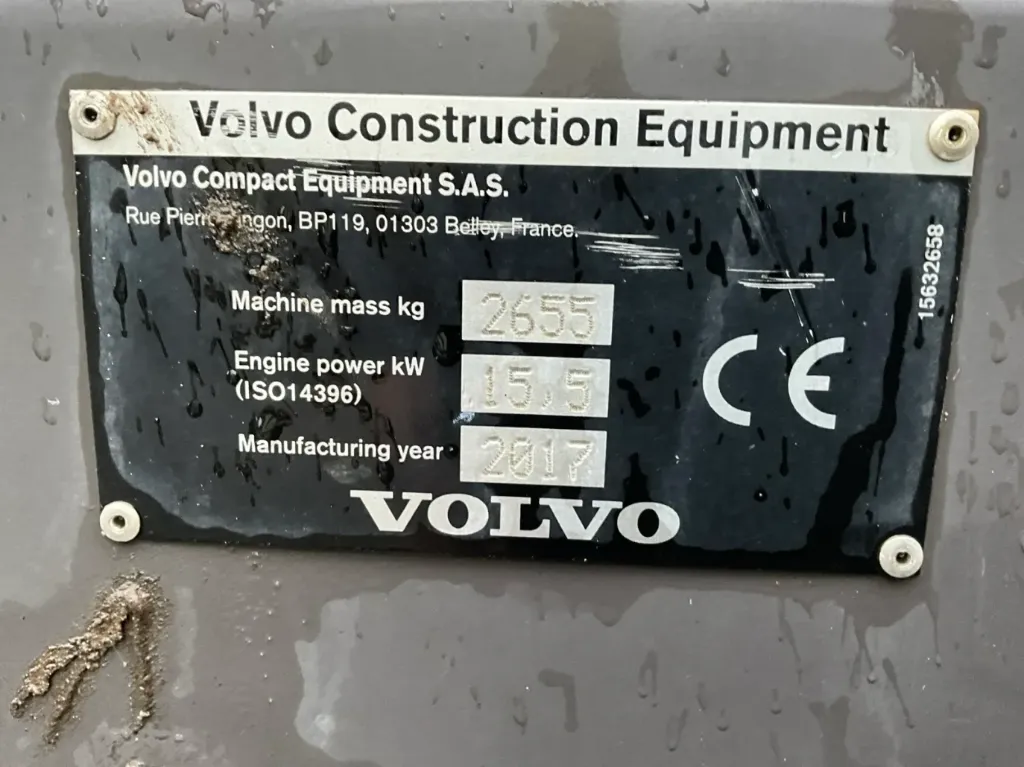 Volvo Construction Equipment
Volvo Compact Equipment S.A.S.
Rue BP119, 01303 Belley, France.
15632658
Machine mass kg 2655
Engine power kW 15,5
(ISO14396)
Manufacturing year 2017
CE
VOLVO